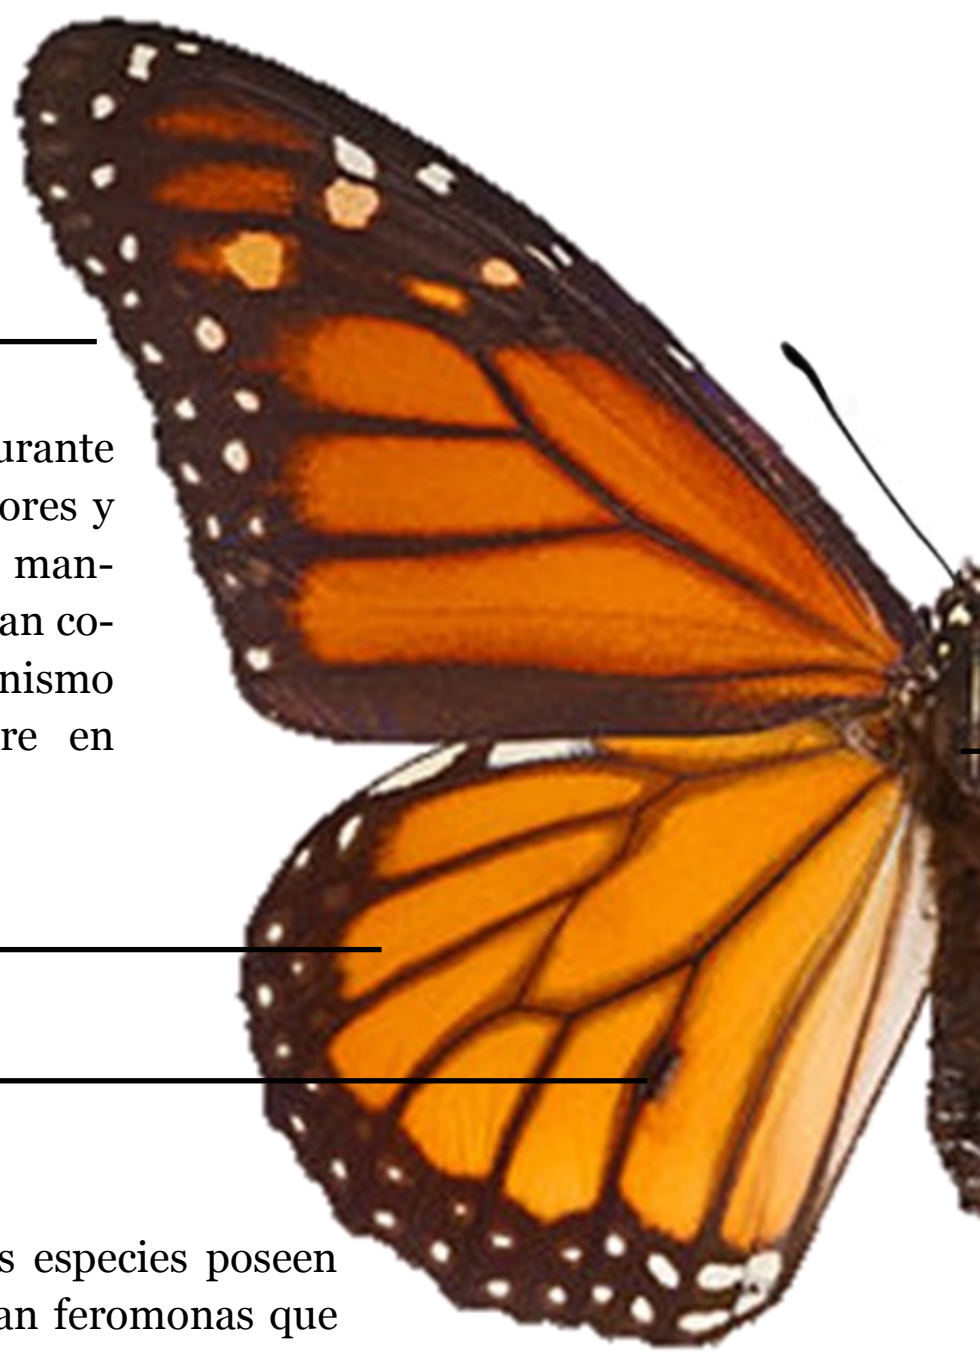 urante
ores y
man-
an co-
nismo
re en
s especies poseen
an feromonas que